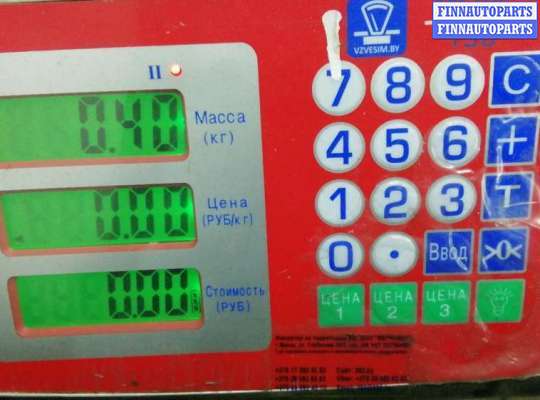 FINNAUTOPARTS
FINNAUTOPARTS
VZVESIM.BY
II
0.40
Масса
(кг)
0.00
Цена
(РУБ/кг)
0.00
Стоимость
(РУБ)
7 8 9 C
4 5 6 +
1 2 3 T
0 . Ввод >0<
ЦЕНА 1
ЦЕНА 2
ЦЕНА 3